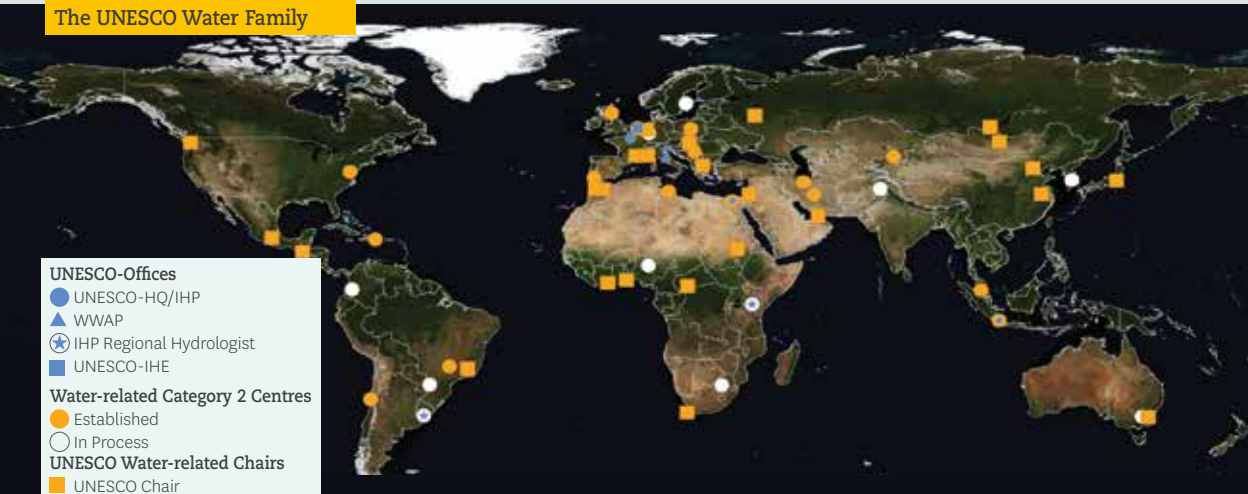 The UNESCO Water Family
UNESCO-Offices
UNESCO-HQ/IHP
WWAP
IHP Regional Hydrologist
UNESCO-IHE
Water-related Category 2 Centres
Established
In Process
UNESCO Water-related Chairs
UNESCO Chair